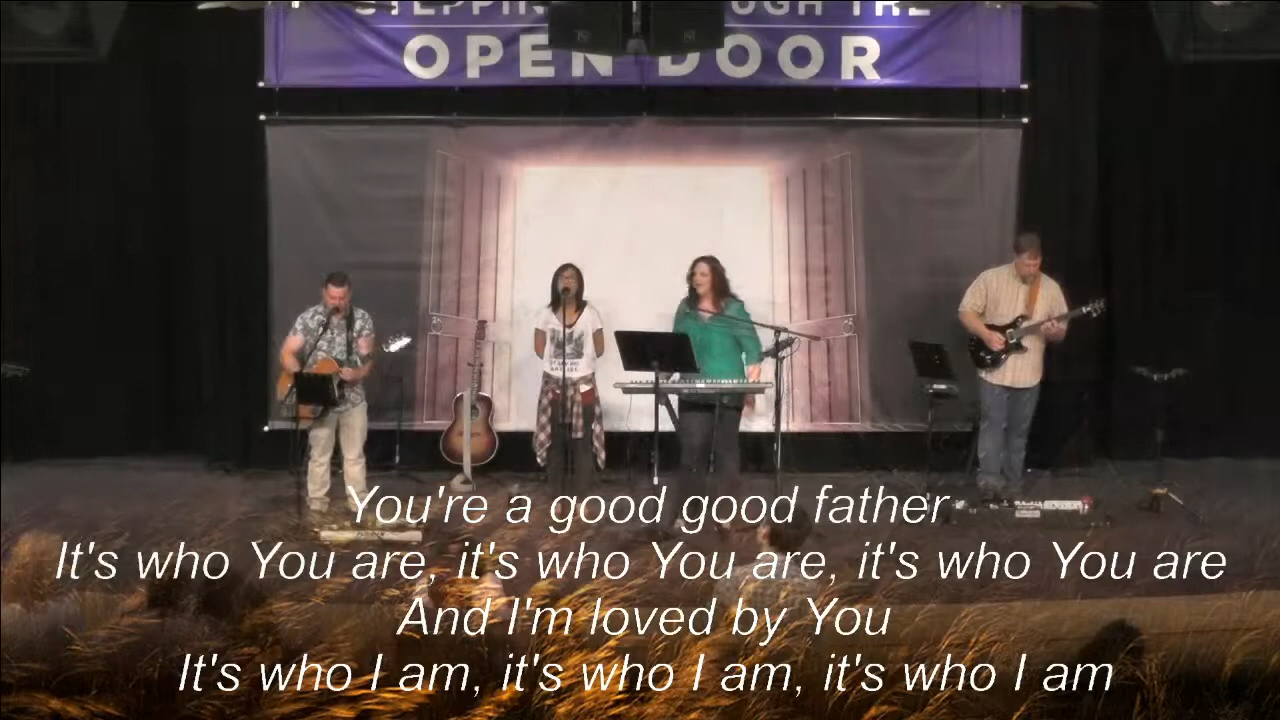 THE
OPEN DOOR
You're a good good father
It's who You are, it's who You are, it's who You are
And I'm loved by You
It's who I am, it's who I am, it's who I am